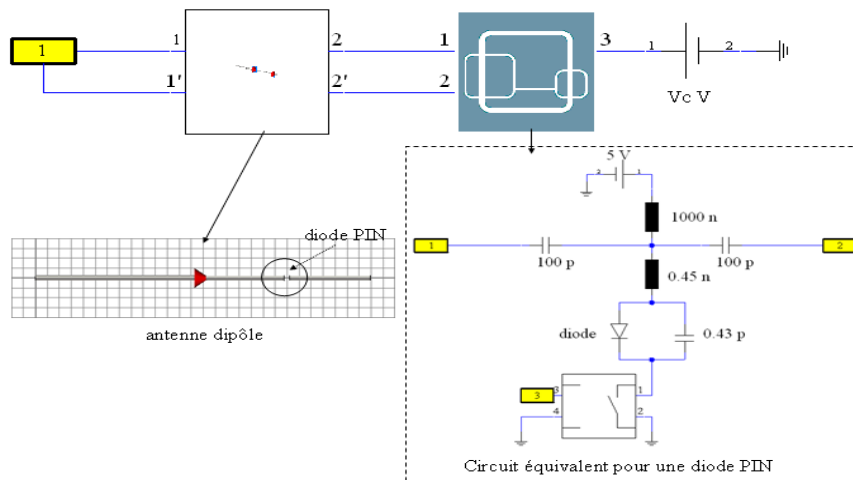 1
1
1'
2
2'
1
2
3
1
2
Vc V
5 V
2
1
1000 n
1
2
100 p
100 p
0.45 n
diode PIN
antenne dipôle
diode
0.43 p
3
3
4
1
2
Circuit équivalent pour une diode PIN